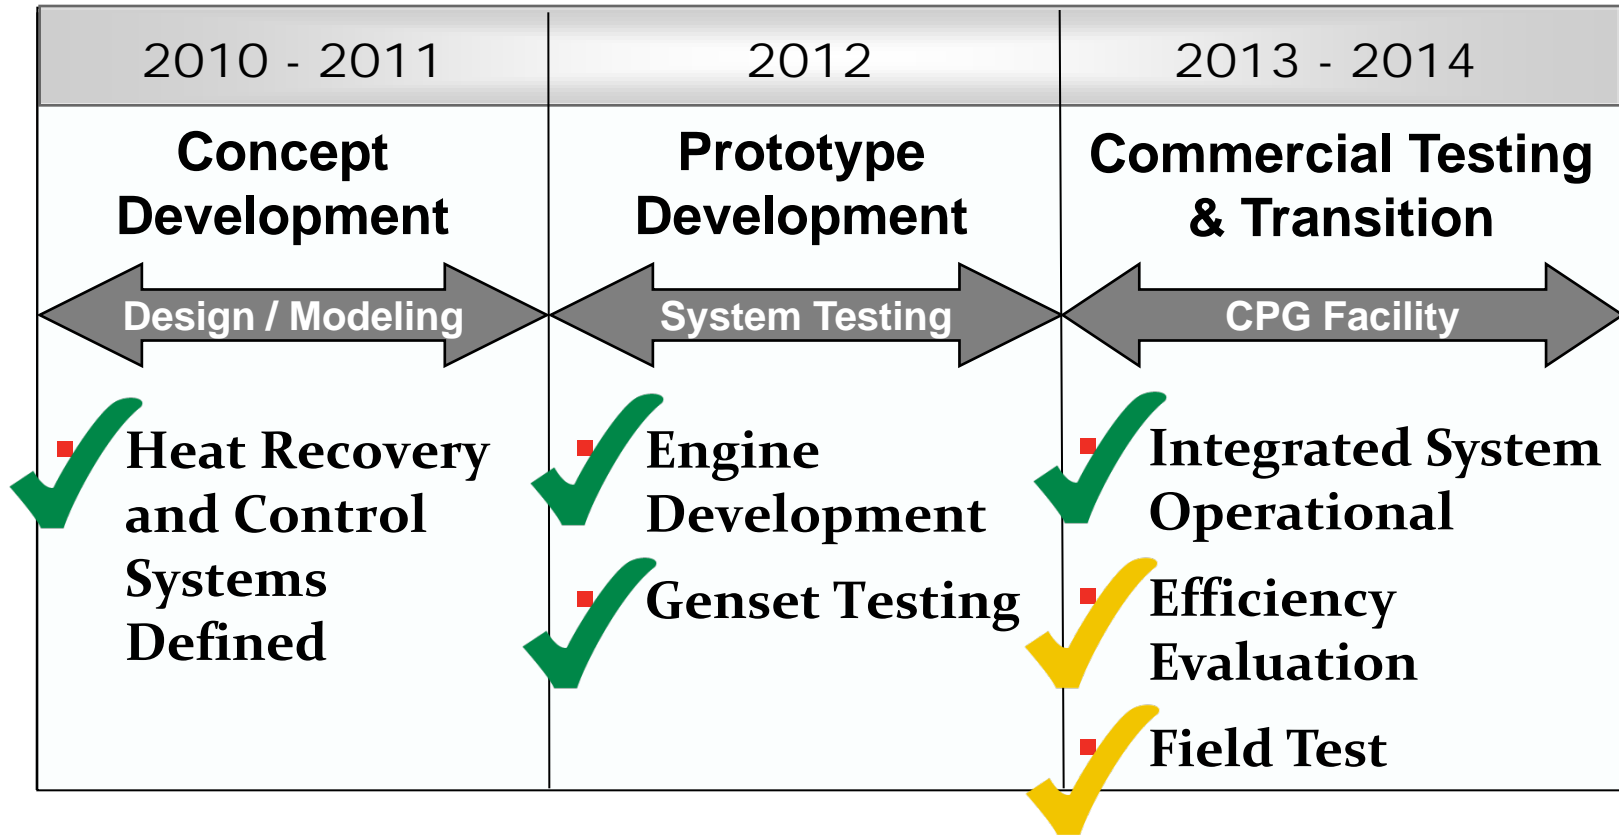 2010 - 2011
2012
2013 - 2014
Concept
Development
Prototype
Development
Commercial Testing
& Transition
Design / Modeling
System Testing
CPG Facility
Heat Recovery
and Control
Systems
Defined
Engine
Development
Genset Testing
Integrated System
Operational
Efficiency
Evaluation
Field Test